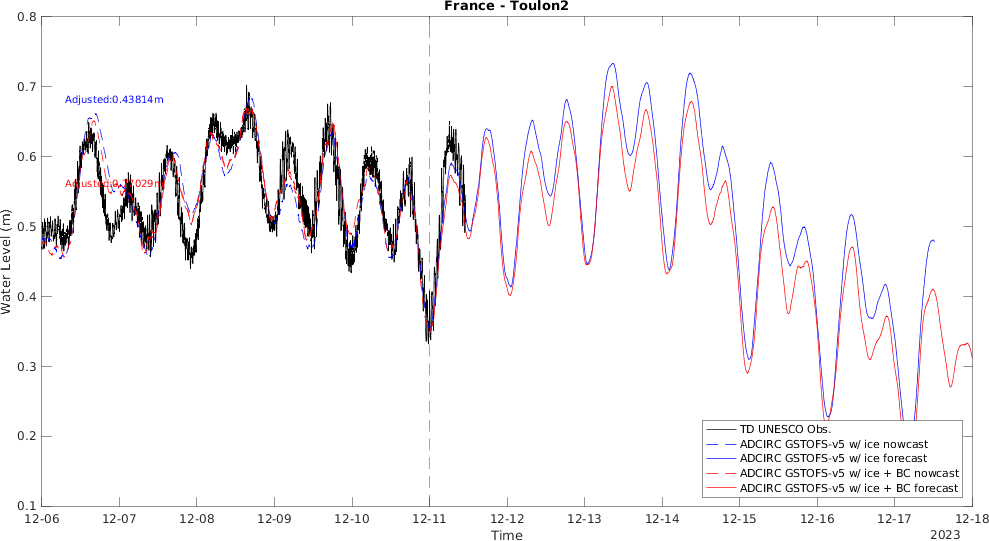 France - Toulon2
0.8
0.7
0.6
0.5
0.4
0.3
0.2
0.1
Water Level (m)
Adjusted:0.43814m
TD UNESCO Obs.
ADCIRC GSTOFS-v5 w/ ice nowcast
ADCIRC GSTOFS-v5 w/ ice forecast
ADCIRC GSTOFS-v5 w/ ice + BC nowcast
ADCIRC GSTOFS-v5 w/ ice + BC forecast
12-06 12-07 12-08 12-09 12-10 12-11 12-12 12-13 12-14 12-15 12-16 12-17 12-18
Time
2023